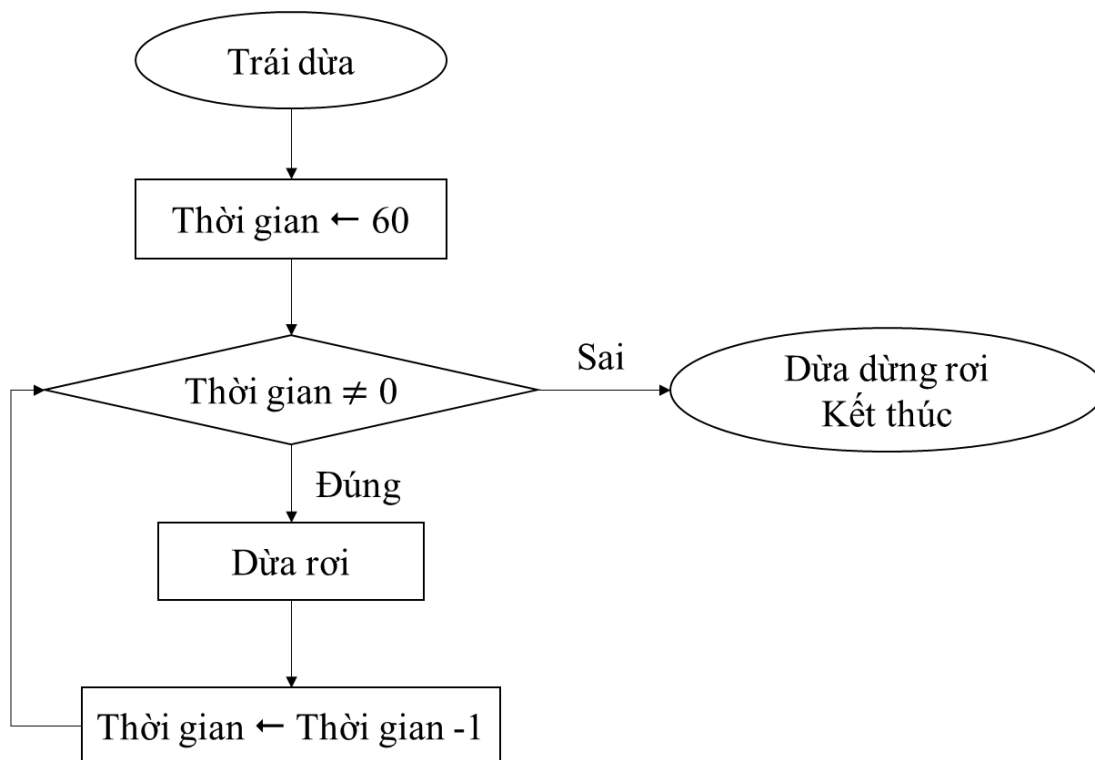 Trái dừa
Thời gian ← 60
Thời gian ≠ 0
Sai
Dừa dừng rơi
Kết thúc
Đúng
Dừa rơi
Thời gian ← Thời gian -1